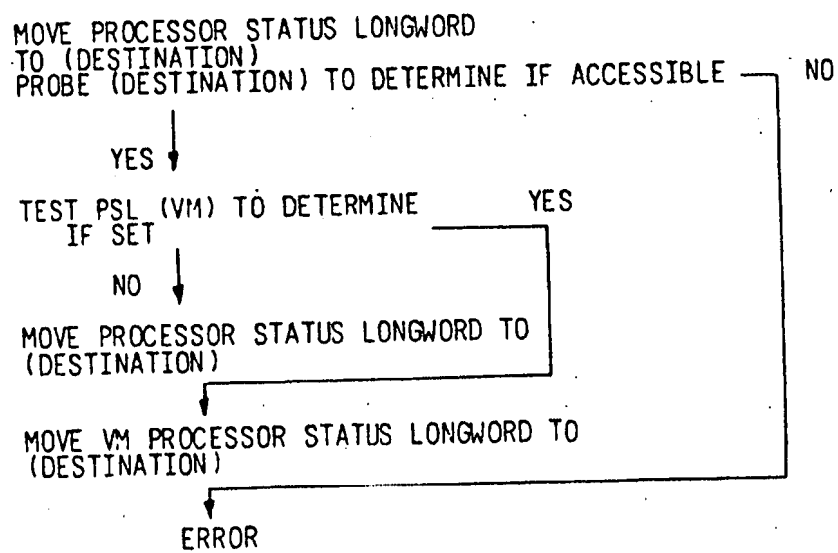 MOVE PROCESSOR STATUS LONGWORD
TO (DESTINATION)
PROBE (DESTINATION) TO DETERMINE IF ACCESSIBLE NO
YES
TEST PSL (VM) TO DETERMINE YES
IF SET
NO
MOVE PROCESSOR STATUS LONGWORD TO
(DESTINATION)
MOVE VM PROCESSOR STATUS LONGWORD TO
(DESTINATION)
ERROR